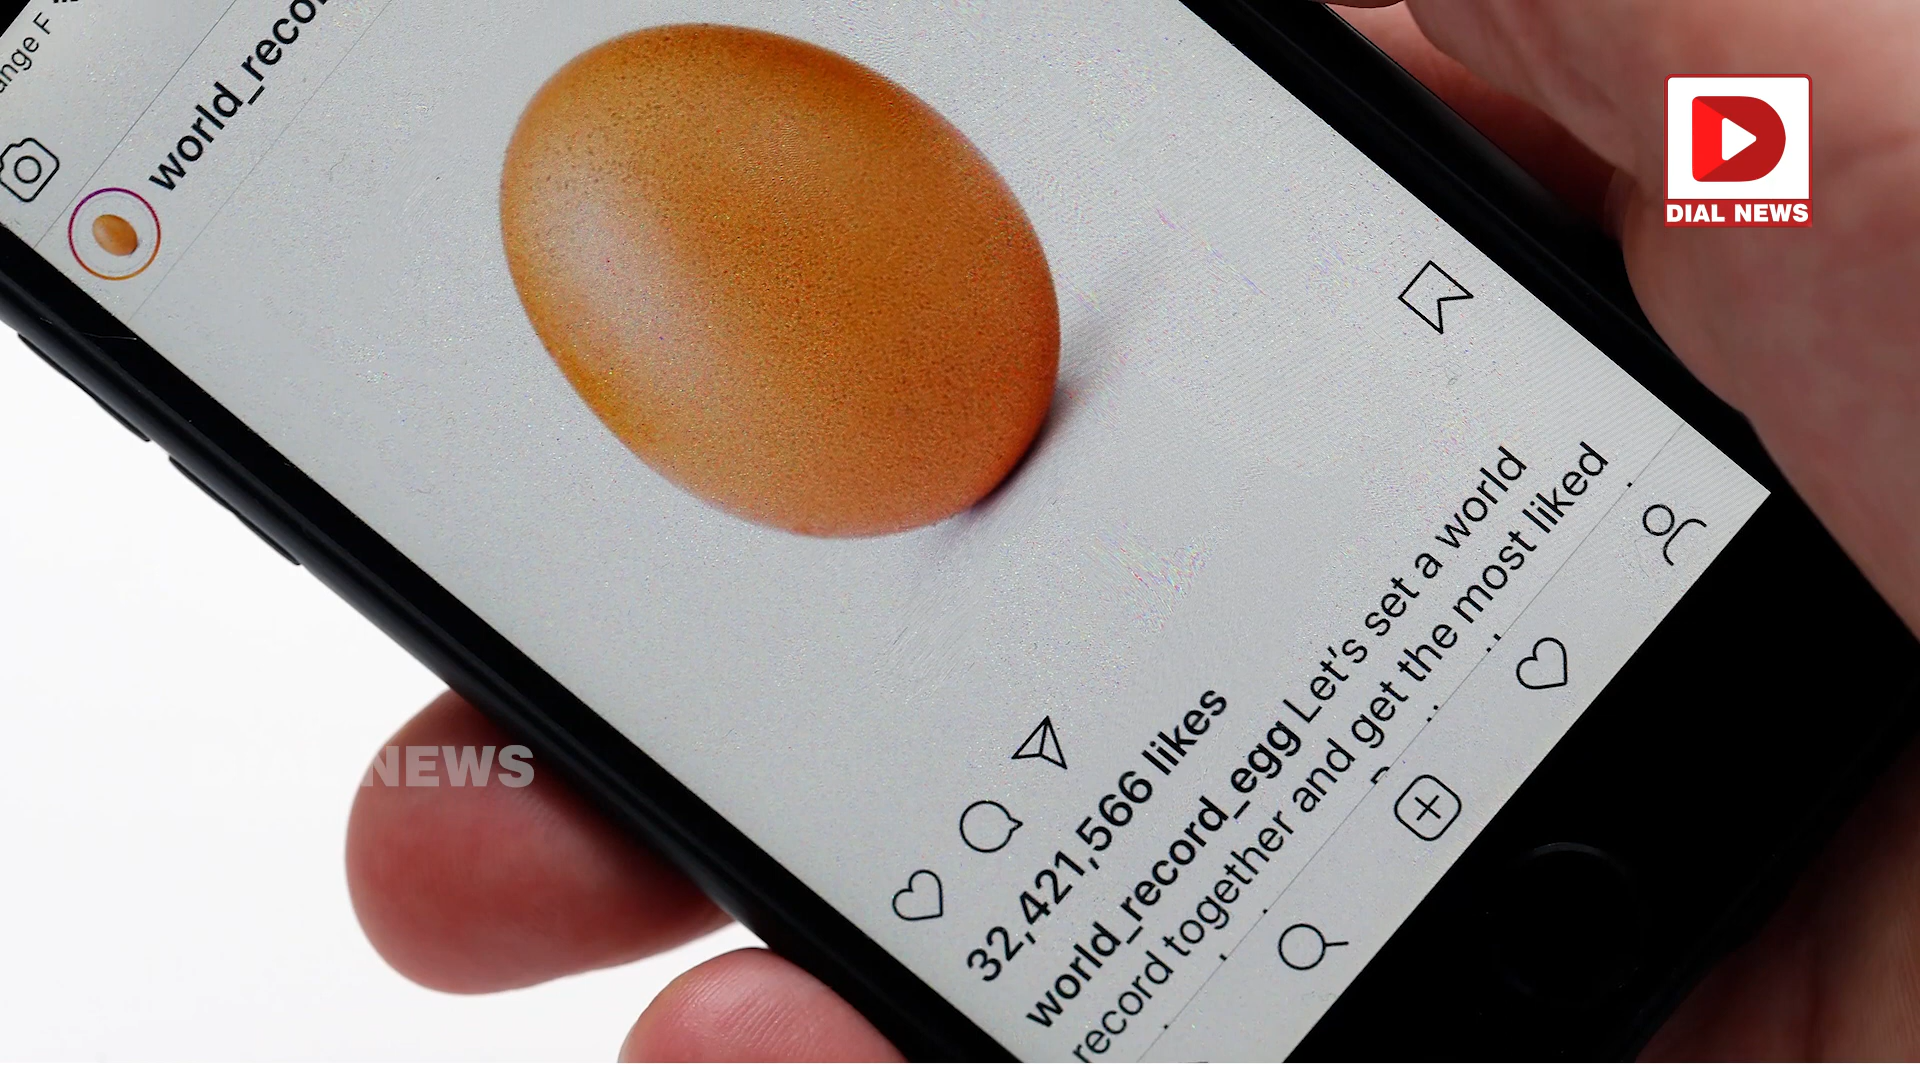 ange F
world_reco
32,421,566 likes
world_record_egg Let's set a world
record together and get the most liked
DIAL NEWS
NEWS